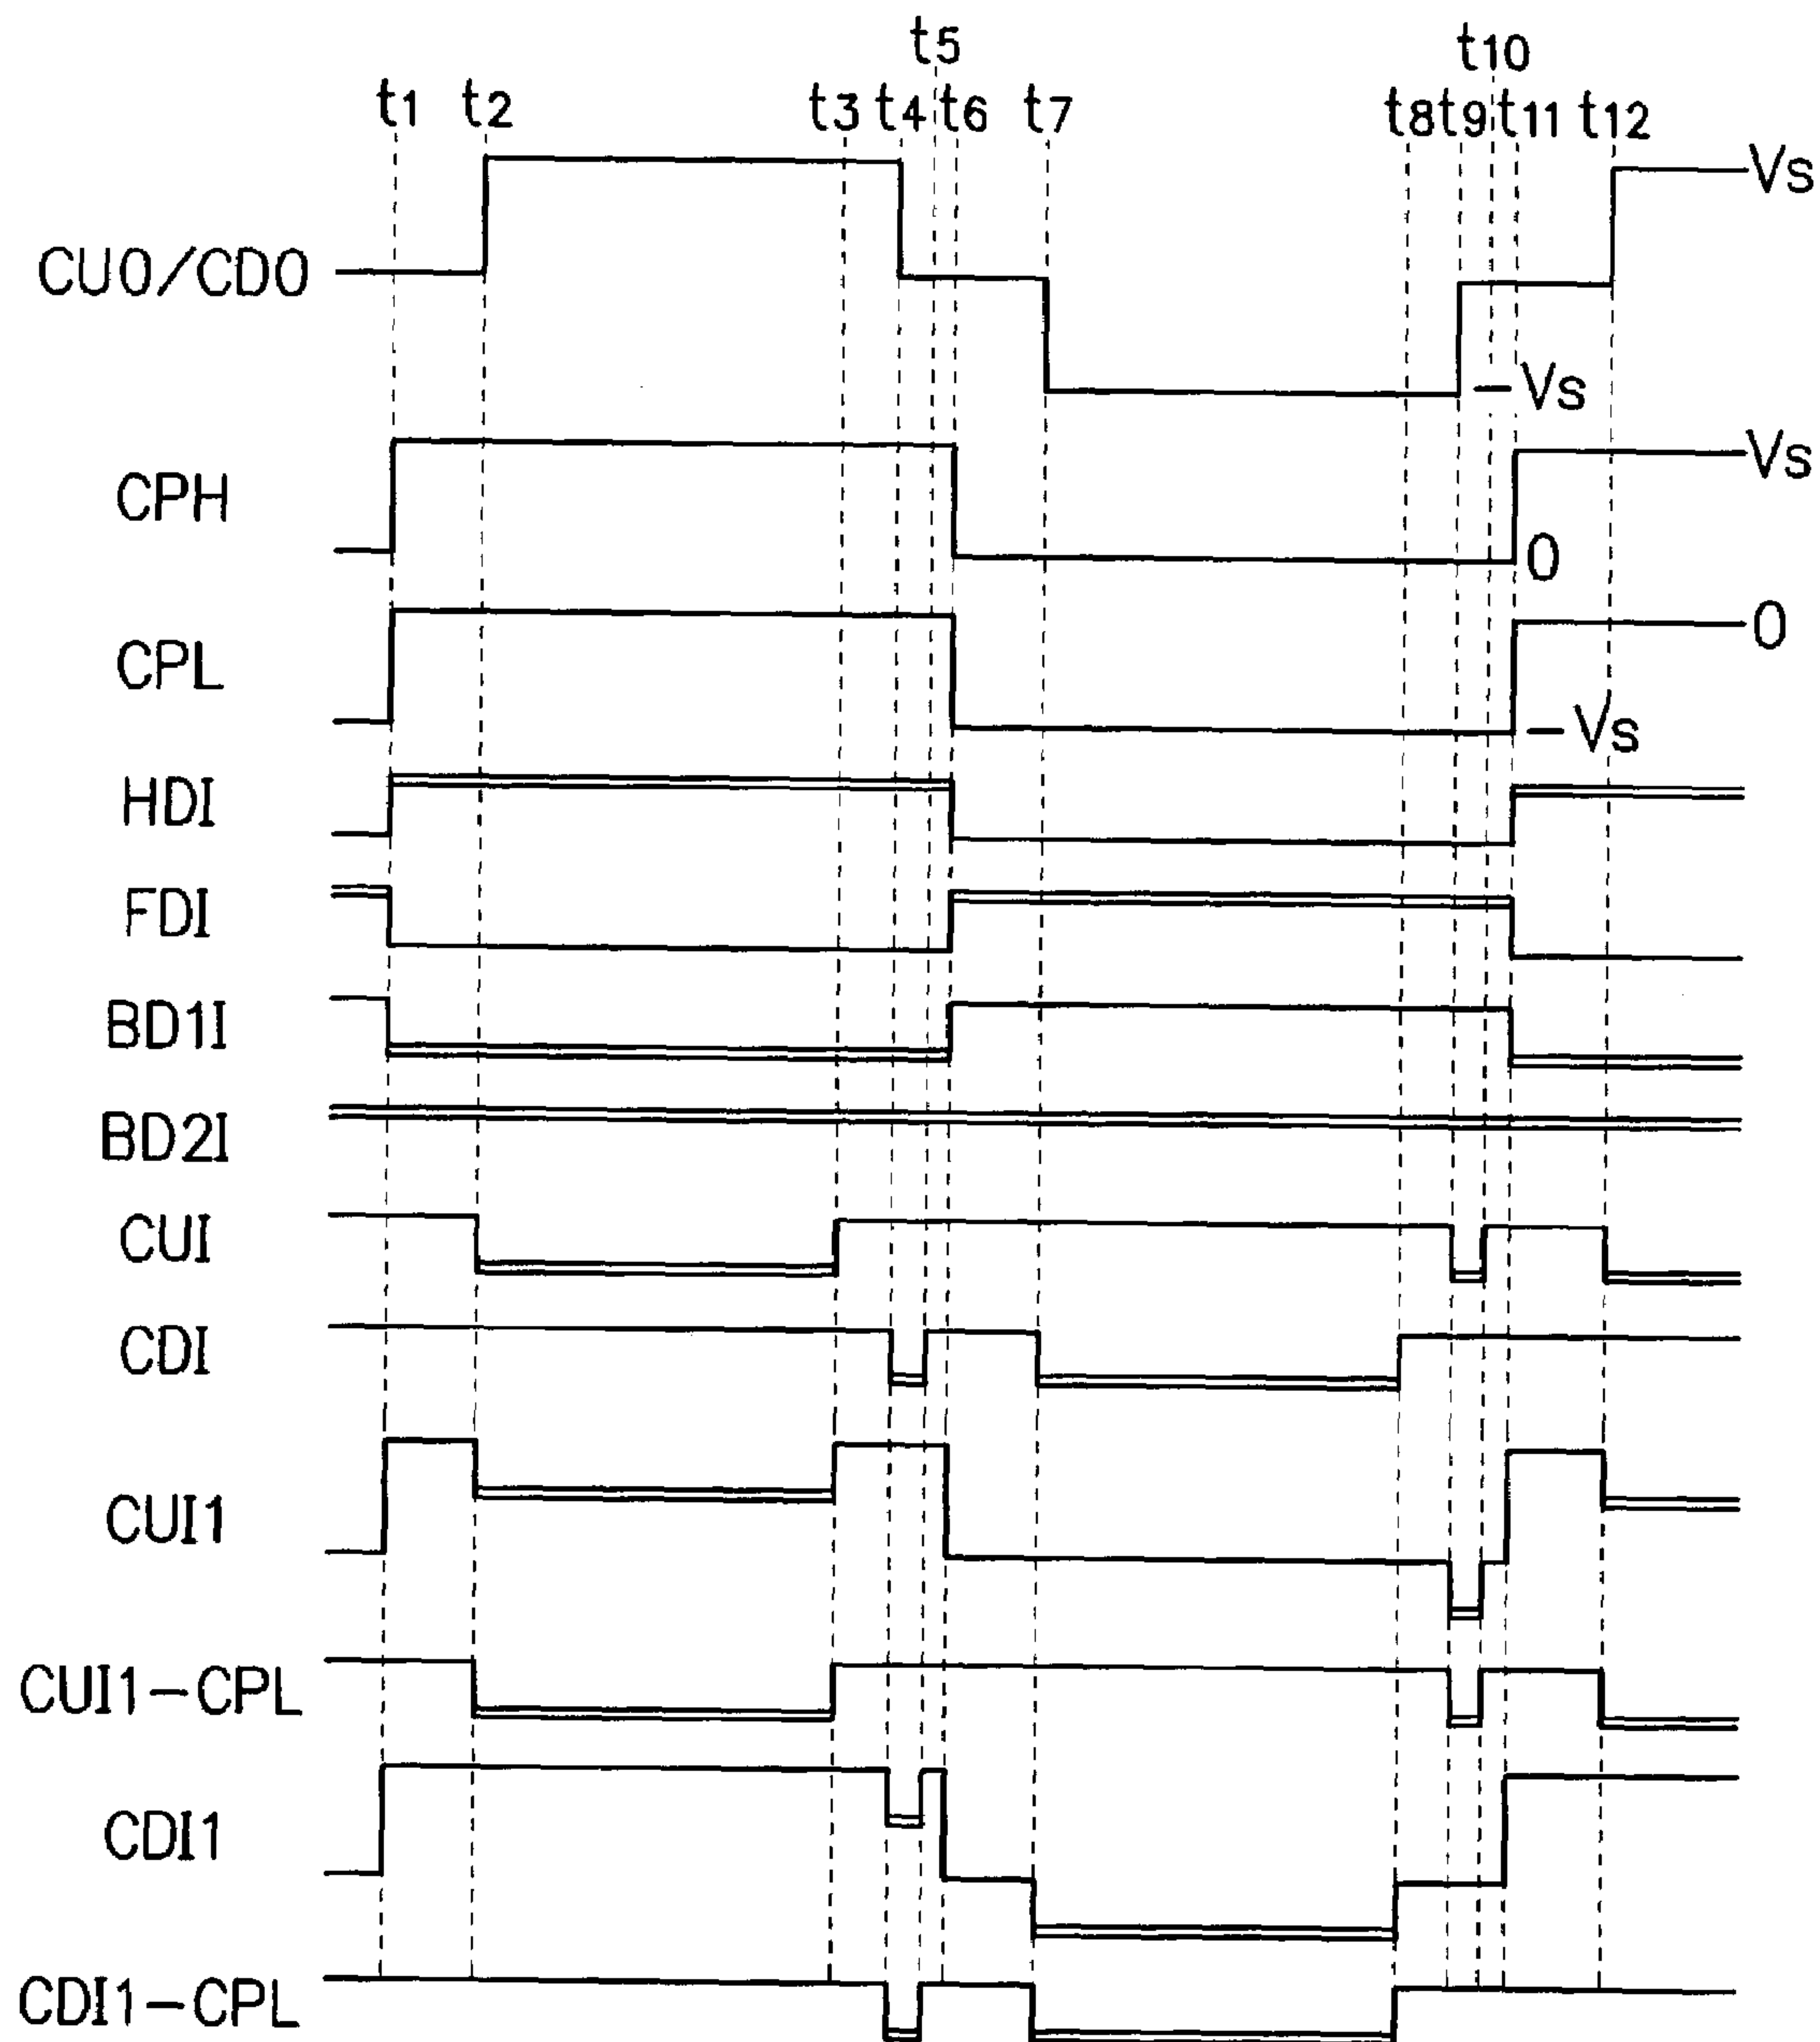 t5 t10
t1 t2 t3 t4 t6 t7 t8 t9 t11 t12
Vs
CU0/CD0
-Vs
Vs
CPH
0
0
CPL
-Vs
HDI
FDI
BD1I
BD2I
CUI
CDI
CUI1
CUI1-CPL
CDI1
CDI1-CPL